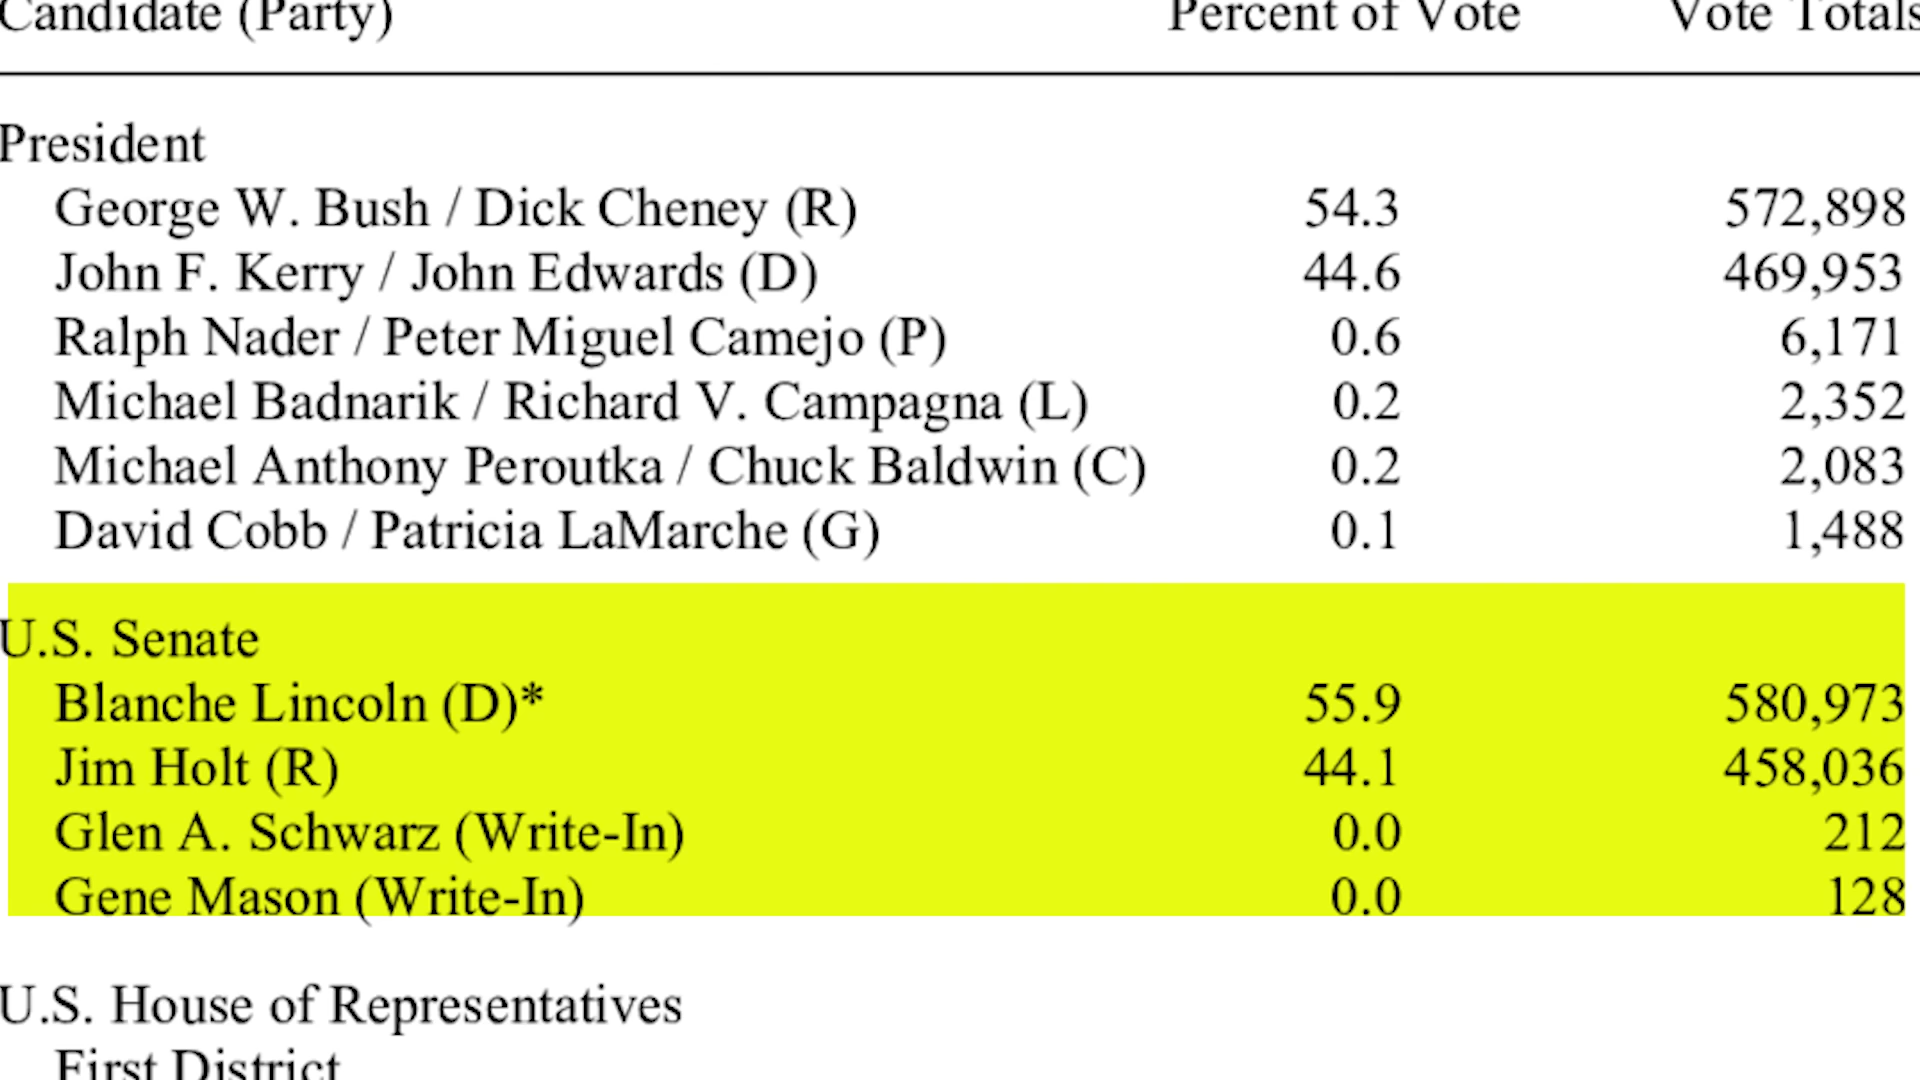 Candidate (Party) Percent of Vote Vote Totals
President
George W. Bush / Dick Cheney (R) 54.3 572,898
John F. Kerry / John Edwards (D) 44.6 469,953
Ralph Nader / Peter Miguel Camejo (P) 0.6 6,171
Michael Badnarik / Richard V. Campagna (L) 0.2 2,352
Michael Anthony Peroutka / Chuck Baldwin (C) 0.2 2,083
David Cobb / Patricia LaMarche (G) 0.1 1,488
U.S. Senate
Blanche Lincoln (D)* 55.9 580,973
Jim Holt (R) 44.1 458,036
Glen A. Schwarz (Write-In) 0.0 212
Gene Mason (Write-In) 0.0 128
U.S. House of Representatives
First District